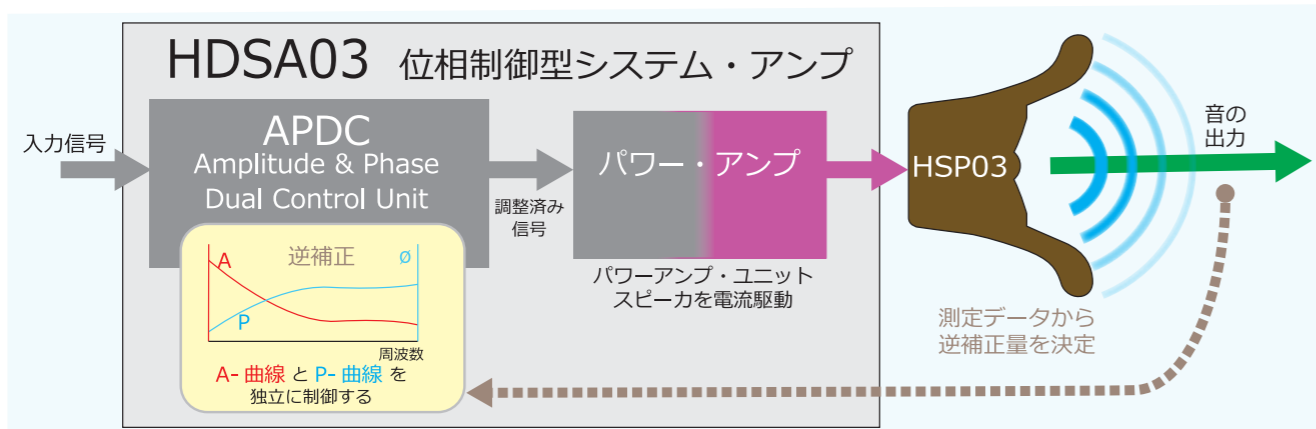 HDSA03 位相制御型システム・アンプ
入力信号
APDC
Amplitude & Phase
Dual Control Unit
調整済み
信号
パワー・アンプ
パワーアンプ・ユニット
スピーカを電流駆動
HSP03
音の
出力
逆補正
A
ø
P
周波数
A- 曲線 と P- 曲線 を
独立に制御する
測定データから
逆補正量を決定